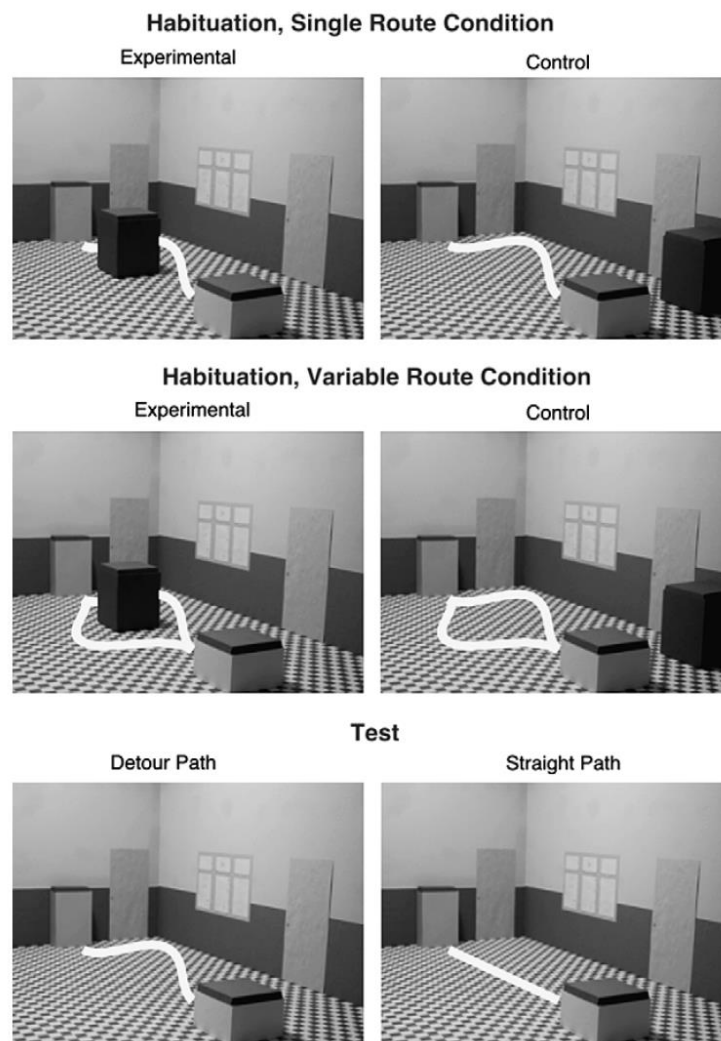 Habituation, Single Route Condition
Experimental
Control
Habituation, Variable Route Condition
Experimental
Control
Test
Detour Path
Straight Path